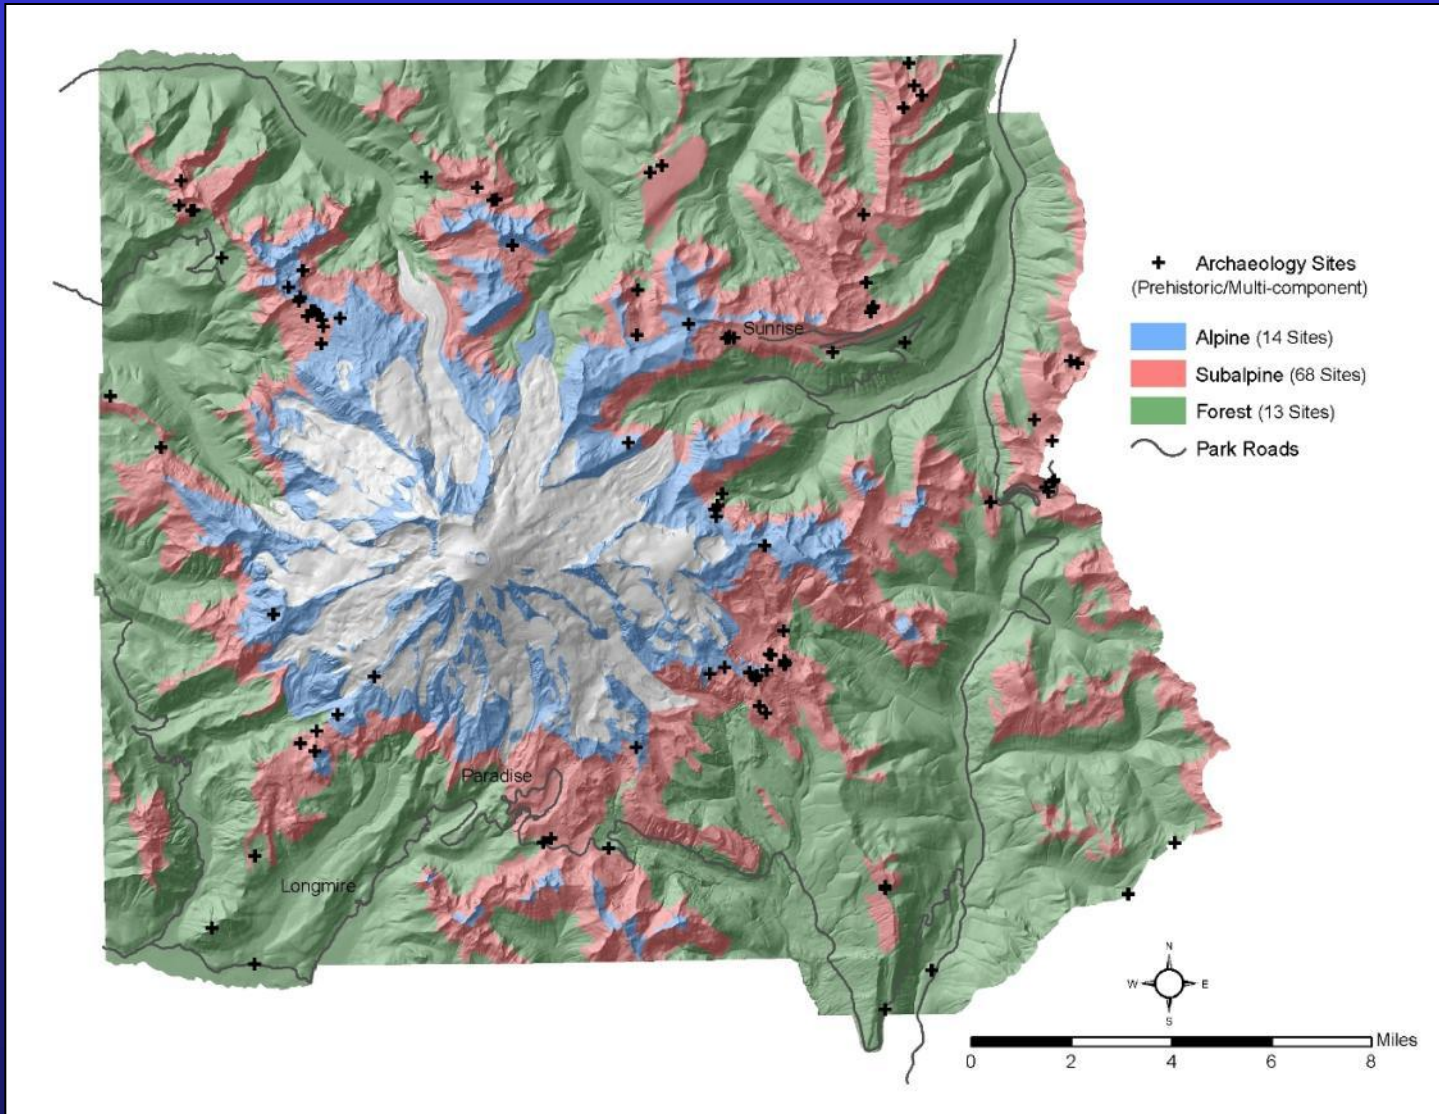 Archaeology Sites
(Prehistoric/Multi-component)
Alpine (14 Sites)
Subalpine (68 Sites)
Forest (13 Sites)
Park Roads
Sunrise
Paradise
Longmire
N
W E
S
Miles
0 2 4 6 8